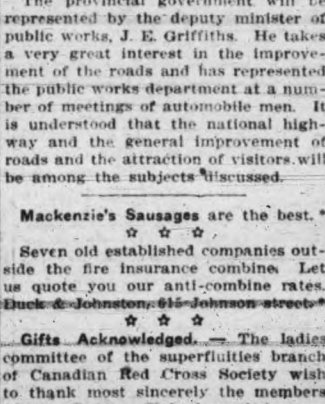 The provincial government will be
represented by the deputy minister of
public works, J. E. Griffiths. He takes
a very great interest in the improve-
ment of the roads and has represented
the public works department at a num-
ber of meetings of automobile men. It
is understood that the national high-
way and the general improvement of
roads and the attraction of visitors will
be among the subjects discussed.
Mackenzie's Sausages are the best. *
☆ ☆ ☆
Seven old established companies out-
side the fire insurance combine. Let
us quote you our anti-combine rates.
Duck & Johnston, 615 Johnson street. *
☆ ☆ ☆
Gifts Acknowledged. — The ladies
committee of the superfluities branch
of Canadian Red Cross Society wish
to thank most sincerely the members